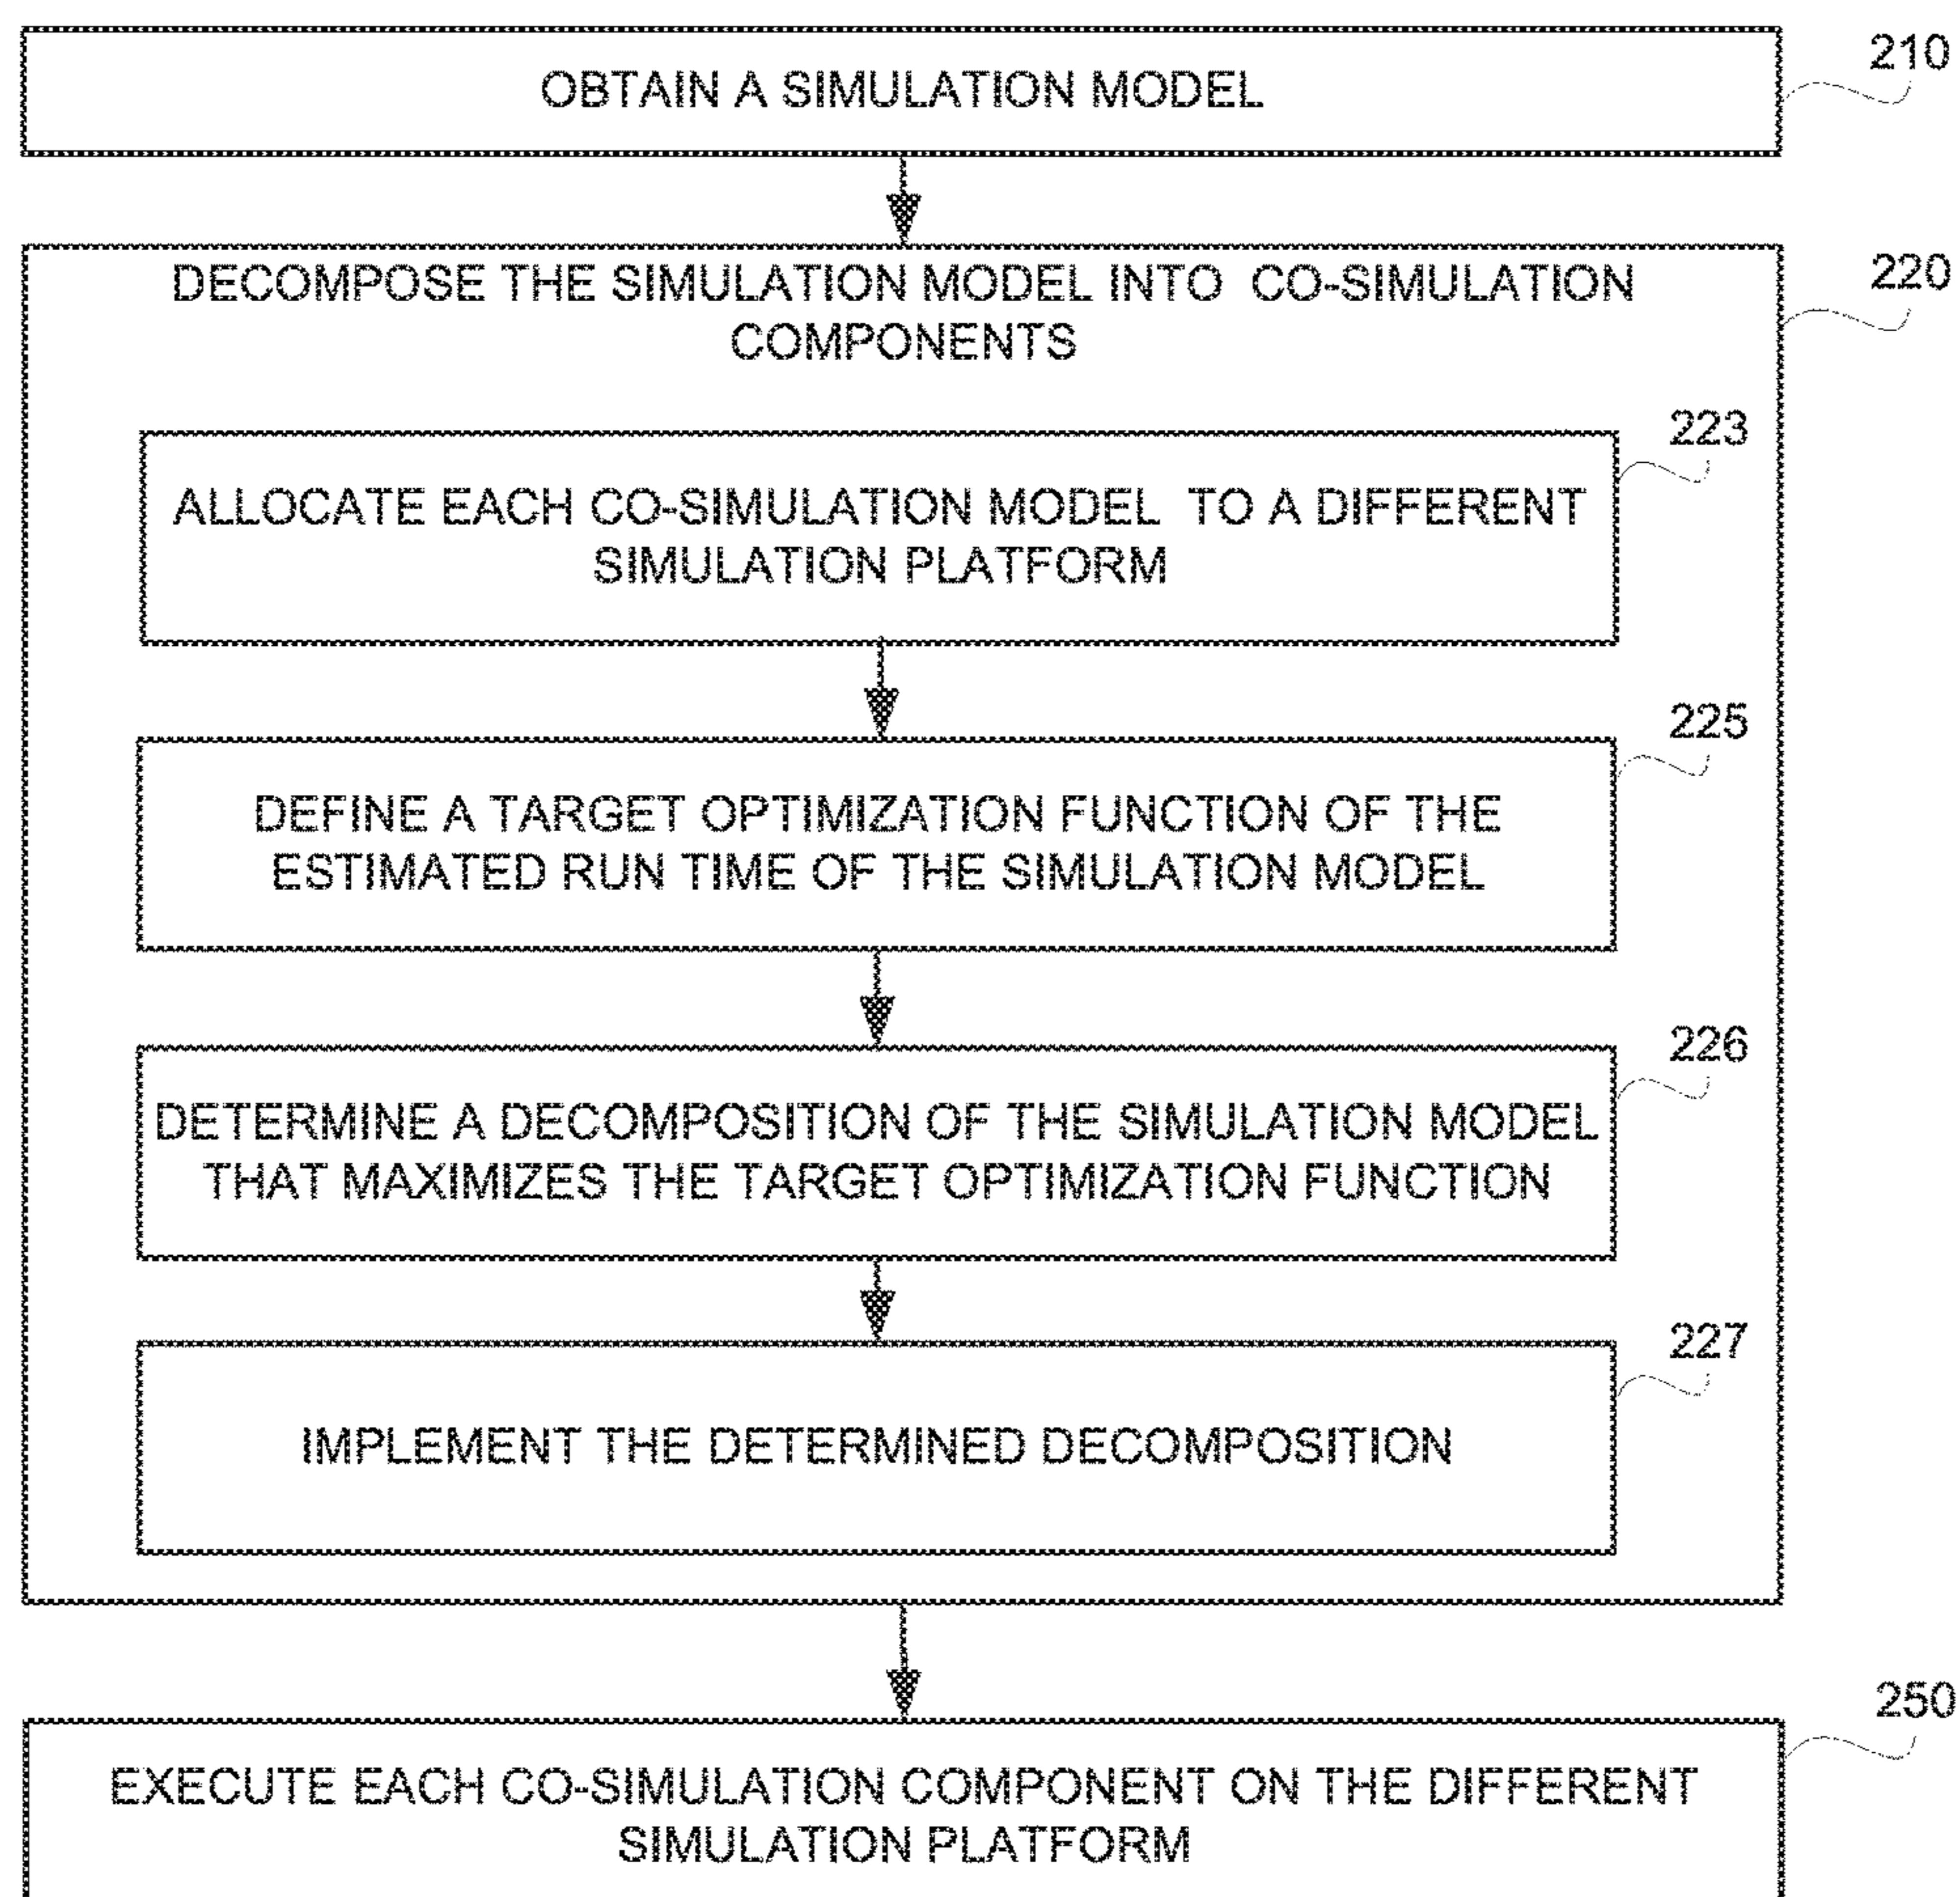 210
OBTAIN A SIMULATION MODEL
220
DECOMPOSE THE SIMULATION MODEL INTO CO-SIMULATION
COMPONENTS
223
ALLOCATE EACH CO-SIMULATION MODEL TO A DIFFERENT
SIMULATION PLATFORM
225
DEFINE A TARGET OPTIMIZATION FUNCTION OF THE
ESTIMATED RUN TIME OF THE SIMULATION MODEL
226
DETERMINE A DECOMPOSITION OF THE SIMULATION MODEL
THAT MAXIMIZES THE TARGET OPTIMIZATION FUNCTION
227
IMPLEMENT THE DETERMINED DECOMPOSITION
250
EXECUTE EACH CO-SIMULATION COMPONENT ON THE DIFFERENT
SIMULATION PLATFORM